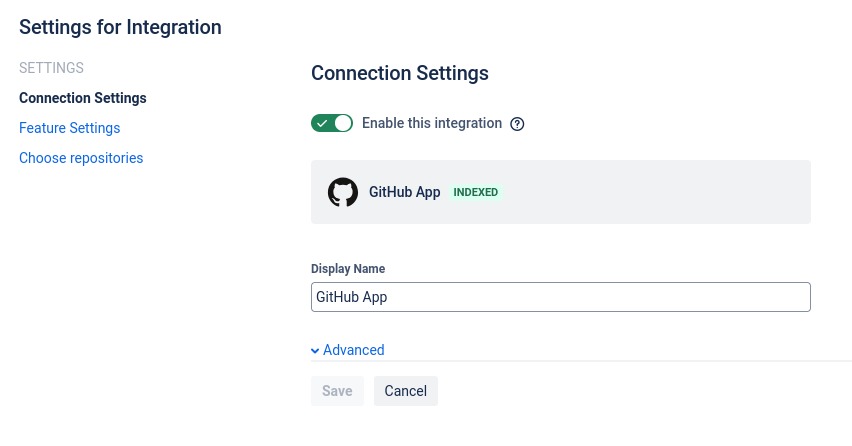 Settings for Integration
SETTINGS
Connection Settings
Feature Settings
Choose repositories
Connection Settings
Enable this integration
GitHub App INDEXED
Display Name
GitHub App
Advanced
Save Cancel